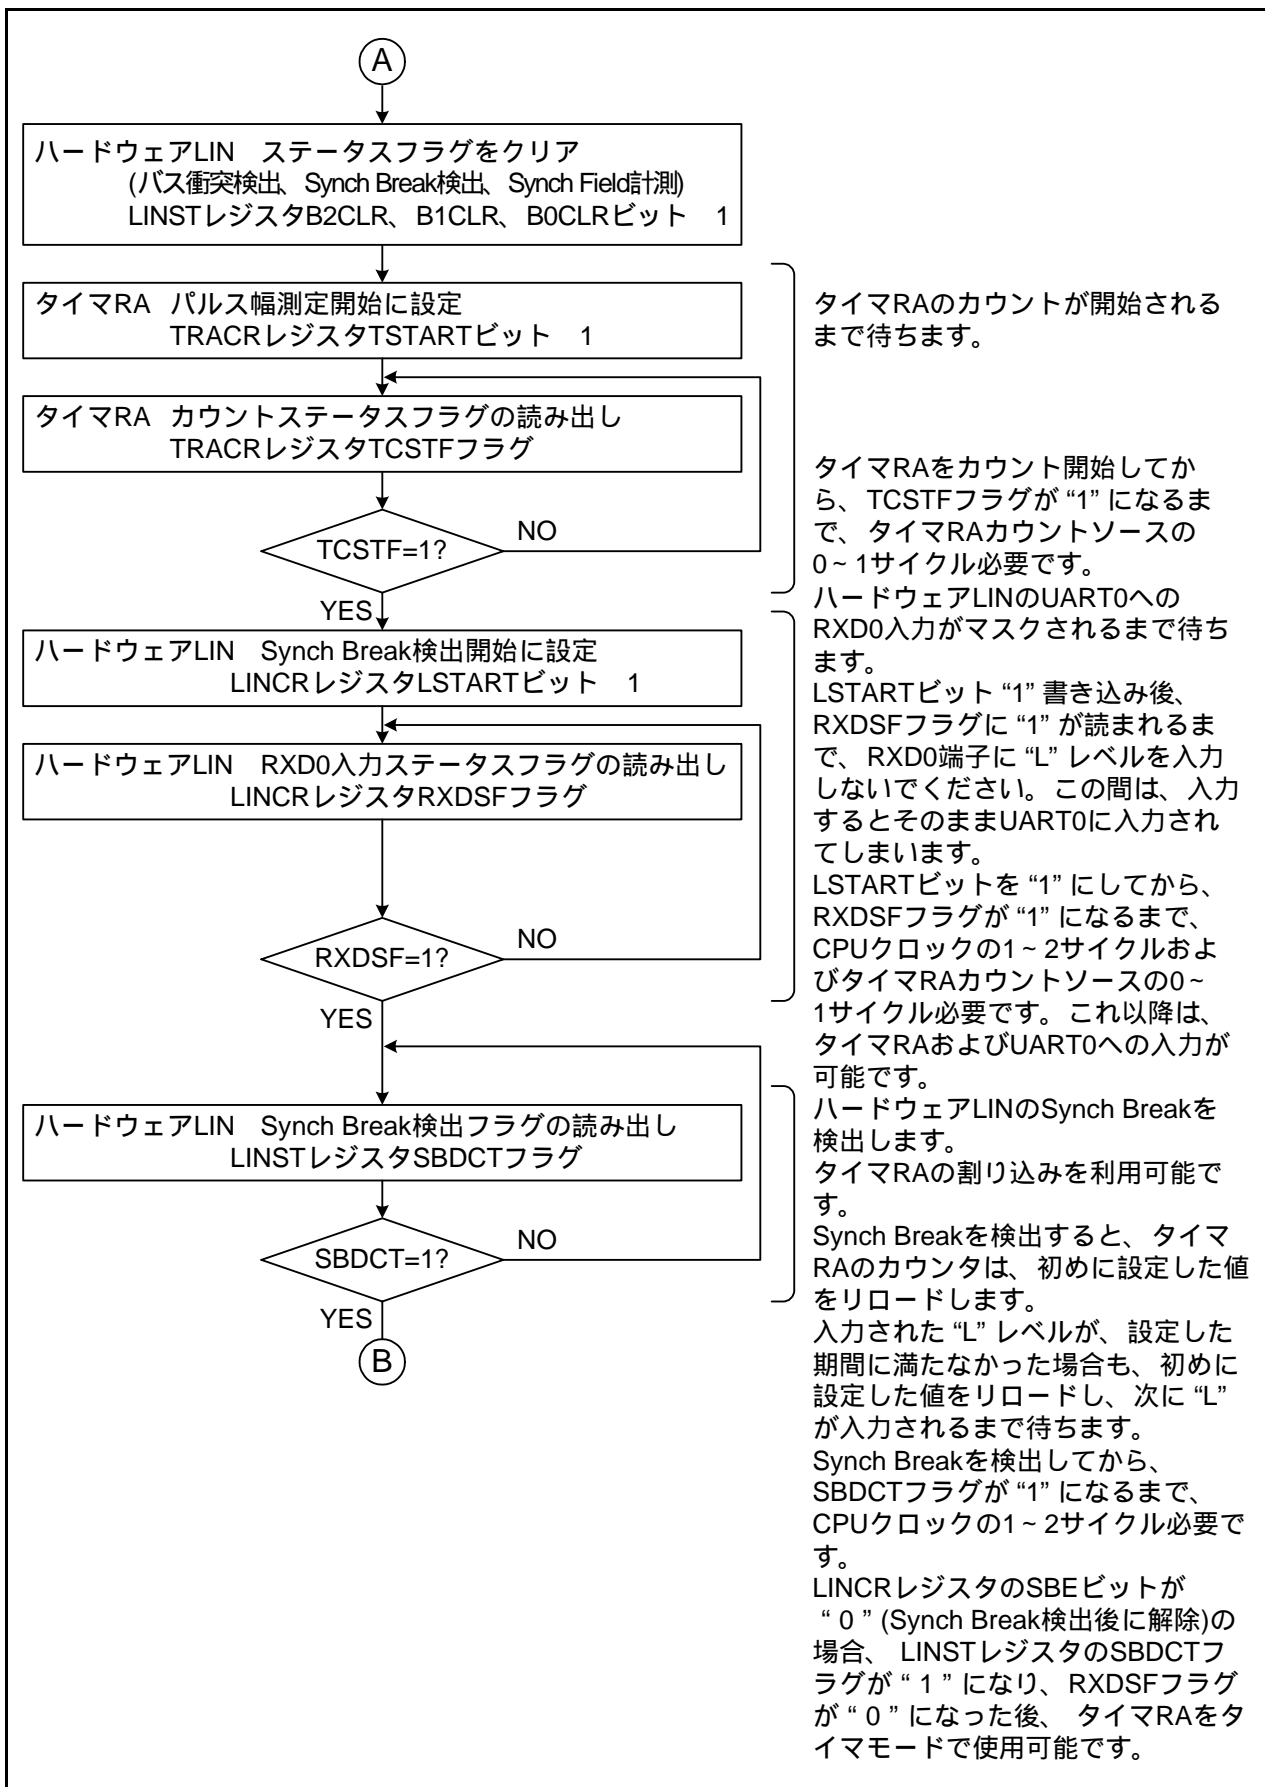 A
ハードウェアLIN　ステータスフラグをクリア
(バス衝突検出、Synch Break検出、Synch Field計測)
LINSTレジスタB2CLR、B1CLR、B0CLRビット　1
タイマRA　パルス幅測定開始に設定
TRACRレジスタTSTARTビット　1
タイマRA　カウントステータスフラグの読み出し
TRACRレジスタTCSTFフラグ
TCSTF=1?
NO
YES
タイマRAのカウントが開始される
まで待ちます。
タイマRAをカウント開始してか
ら、TCSTFフラグが “1” になるま
で、タイマRAカウントソースの
0~1サイクル必要です。
ハードウェアLIN　Synch Break検出開始に設定
LINCRレジスタLSTARTビット　1
ハードウェアLIN　RXD0入力ステータスフラグの読み出し
LINCRレジスタRXDSFフラグ
RXDSF=1?
NO
YES
ハードウェアLINのUART0への
RXD0入力がマスクされるまで待ち
ます。
LSTARTビット “1” 書き込み後、
RXDSFフラグに “1” が読まれるま
で、RXD0端子に “L” レベルを入力
しないでください。この間は、入力
するとそのままUART0に入力され
てしまいます。
LSTARTビットを “1” にしてから、
RXDSFフラグが “1” になるまで、
CPUクロックの1~2サイクルおよ
びタイマRAカウントソースの0~
1サイクル必要です。これ以降は、
タイマRAおよびUART0への入力が
可能です。
ハードウェアLIN　Synch Break検出フラグの読み出し
LINSTレジスタSBDCTフラグ
SBDCT=1?
NO
YES
B
ハードウェアLINのSynch Breakを
検出します。
タイマRAの割り込みを利用可能で
す。
Synch Breakを検出すると、タイマ
RAのカウンタは、初めに設定した値
をリロードします。
入力された “L” レベルが、設定した
期間に満たなかった場合も、初めに
設定した値をリロードし、次に “L”
が入力されるまで待ちます。
Synch Breakを検出してから、
SBDCTフラグが “1” になるまで、
CPUクロックの1~2サイクル必要で
す。
LINCRレジスタのSBEビットが
“ 0 ” (Synch Break検出後に解除)の
場合、 LINSTレジスタのSBDCTフ
ラグが “ 1 ” になり、RXDSFフラグ
が “ 0 ” になった後、 タイマRAをタ
イマモードで使用可能です。